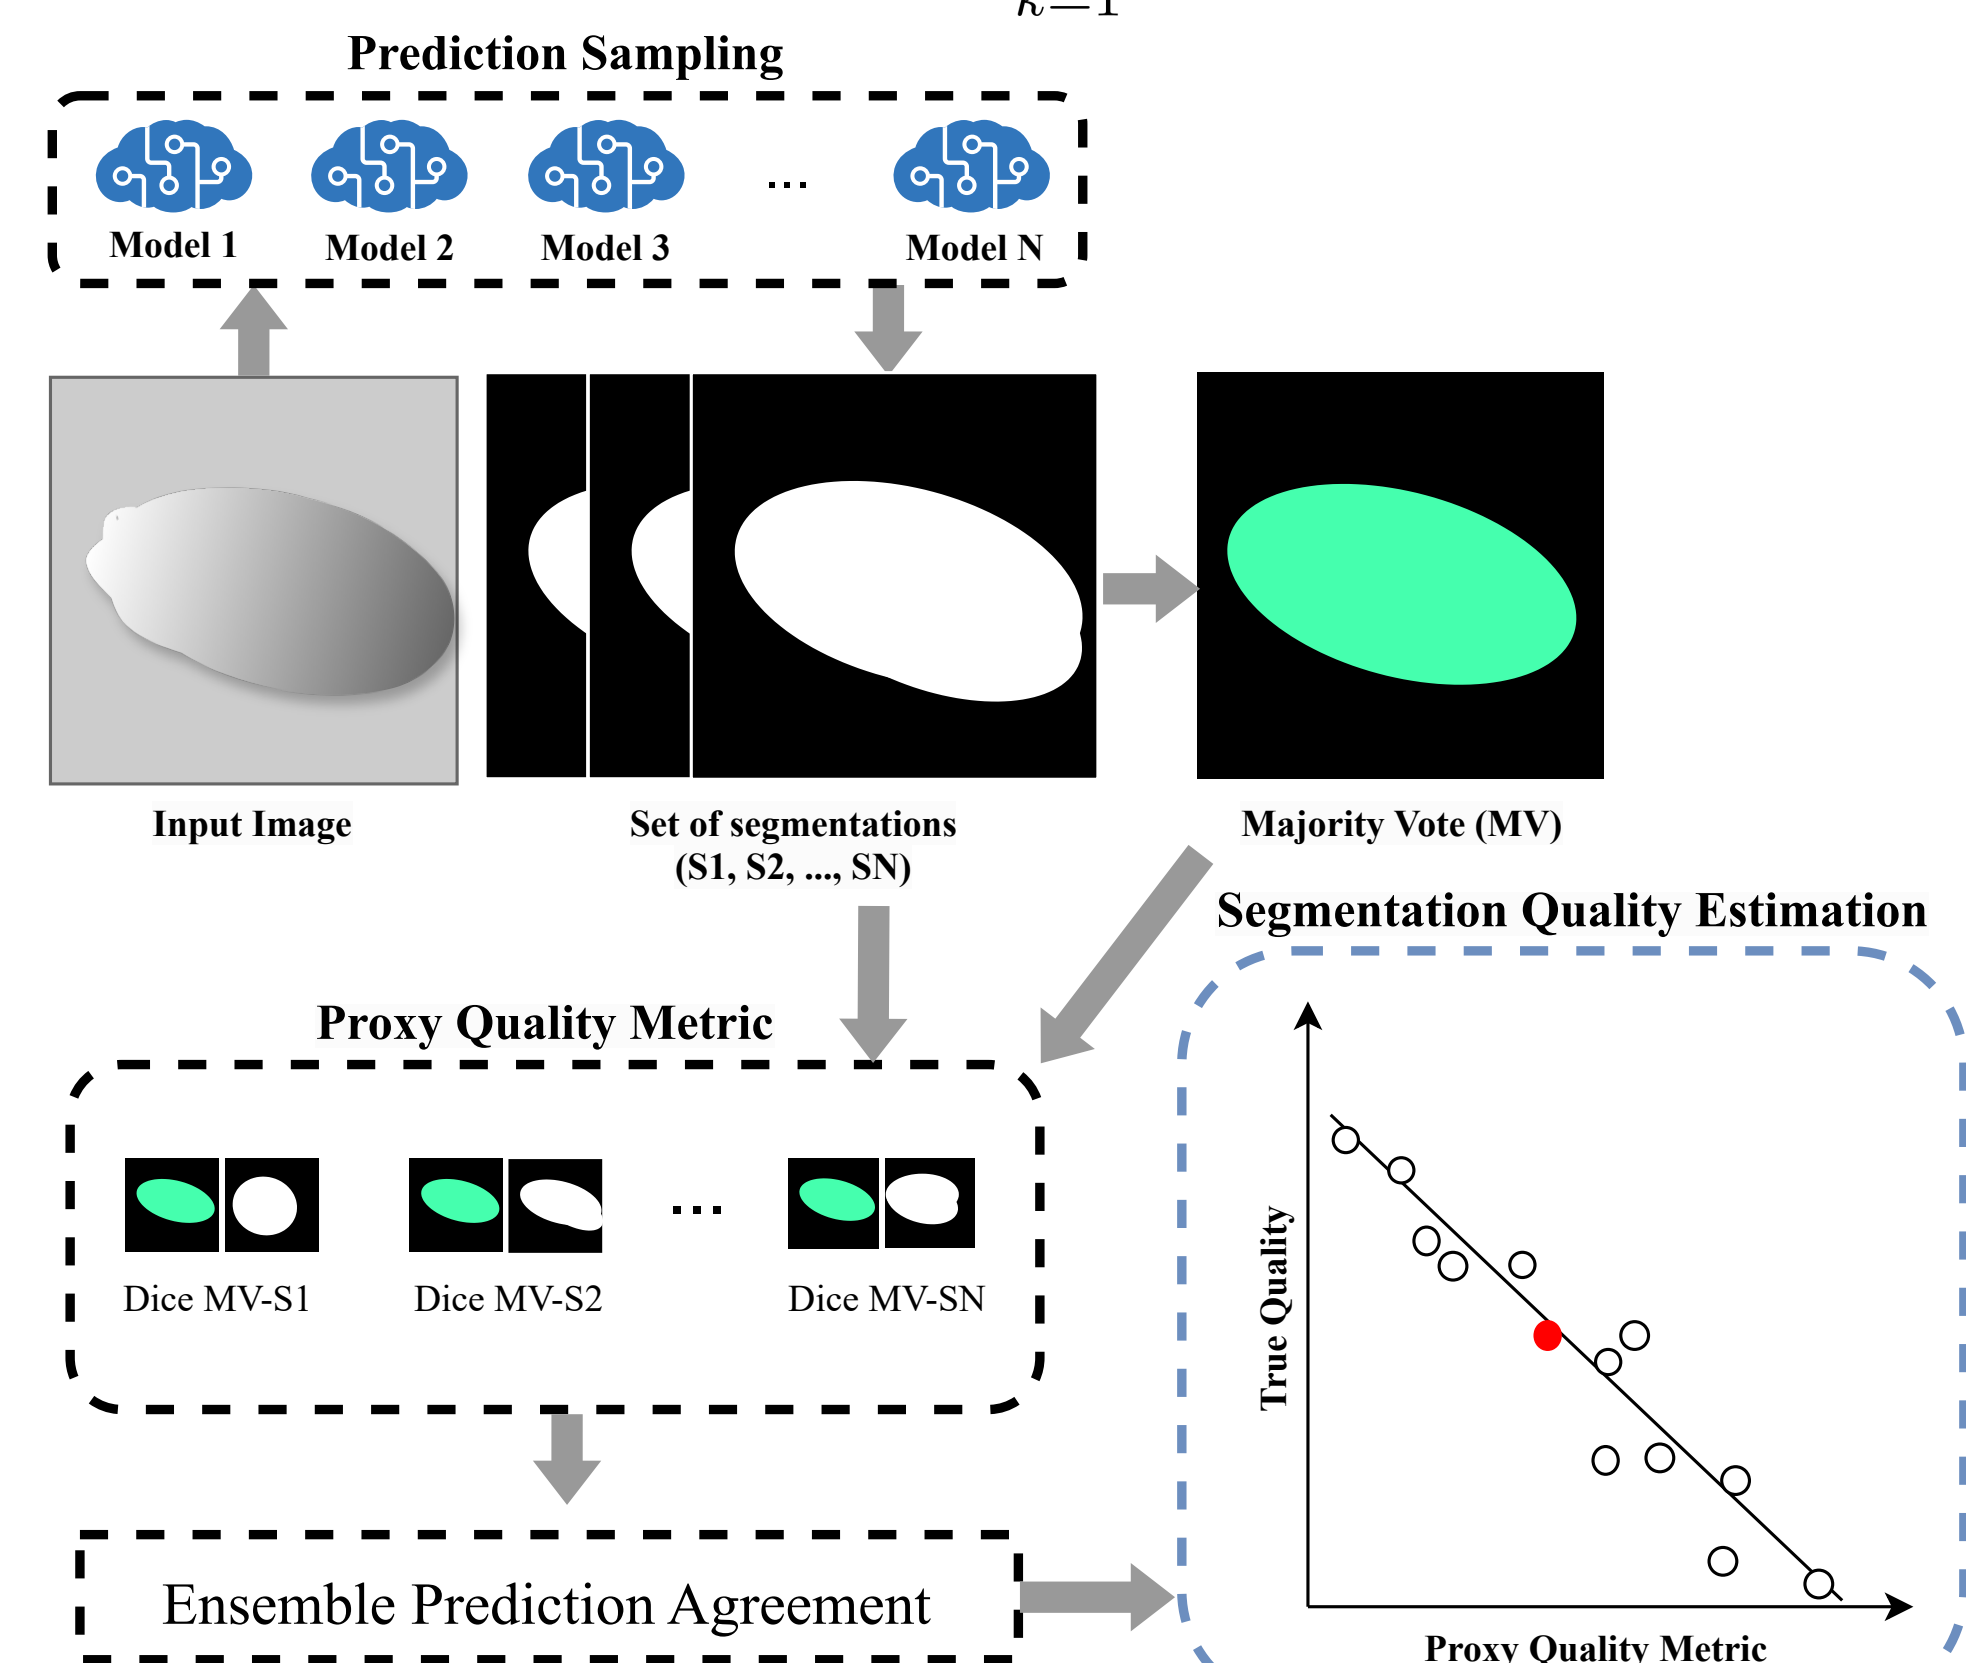 k=1
Prediction Sampling
Model 1
Model 2
Model 3
...
Model N
Input Image
Set of segmentations
(S1, S2, ..., SN)
Majority Vote (MV)
Segmentation Quality Estimation
Proxy Quality Metric
...
Dice MV-S1
Dice MV-S2
Dice MV-SN
True Quality
Ensemble Prediction Agreement
Proxy Quality Metric